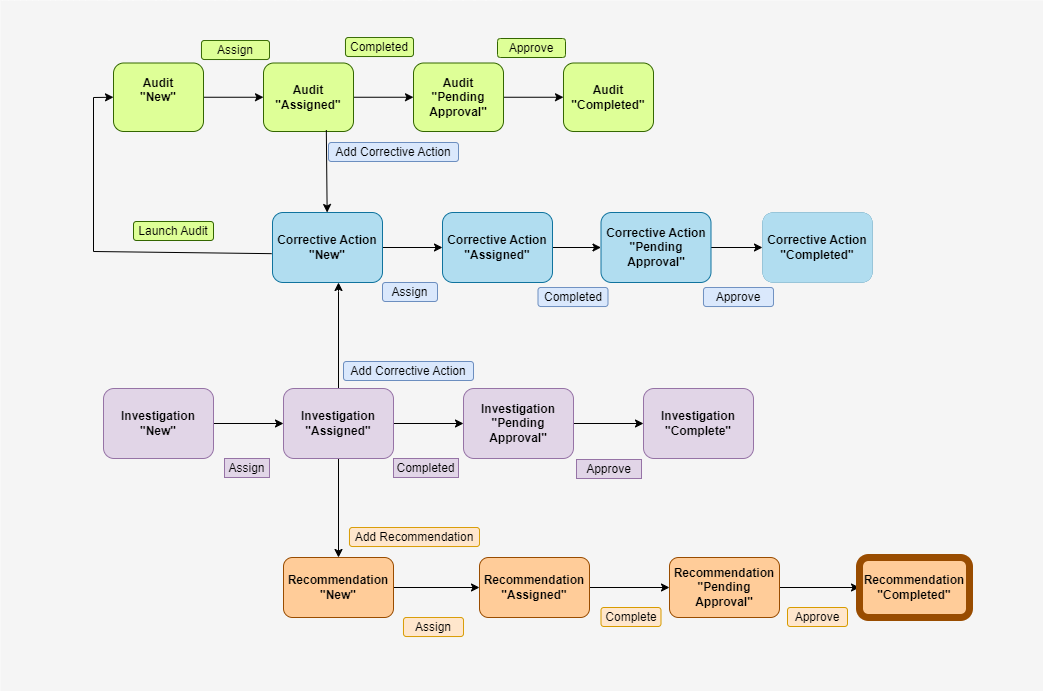 Assign
Completed
Approve
Audit
"New"
Audit
"Assigned"
Audit
"Pending
Approval"
Audit
"Completed"
Add Corrective Action
Launch Audit
Corrective Action
"New"
Corrective Action
"Assigned"
Corrective Action
"Pending
Approval"
Corrective Action
"Completed"
Assign
Completed
Approve
Add Corrective Action
Investigation
"New"
Investigation
"Assigned"
Investigation
"Pending
Approval"
Investigation
"Complete"
Assign
Completed
Approve
Add Recommendation
Recommendation
"New"
Recommendation
"Assigned"
Recommendation
"Pending
Approval"
Recommendation
"Completed"
Assign
Complete
Approve